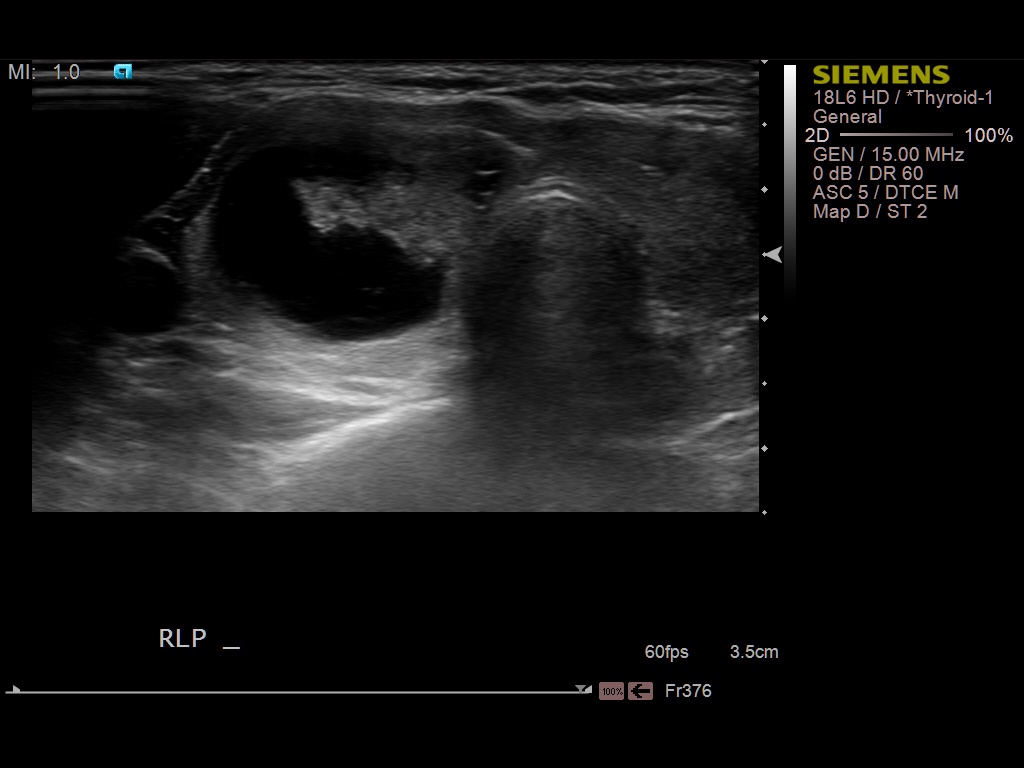 MI: 1.0
SIEMENS
18L6 HD / *Thyroid-1
General
2D 100%
GEN / 15.00 MHz
0 dB / DR 60
ASC 5 / DTCE M
Map D / ST 2
RLP _
60fps 3.5cm
100% Fr376